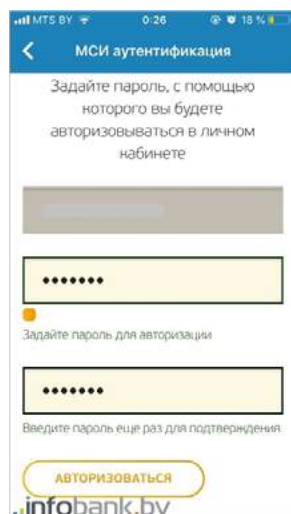 MTS BY 0:26 18 %
МСИ аутентификация
Задайте пароль, с помощью
которого вы будете
авторизовываться в личном
кабинете
•••••••
Задайте пароль для авторизации
•••••••
Введите пароль еще раз для подтверждения
АВТОРИЗОВАТЬСЯ
infobank.by